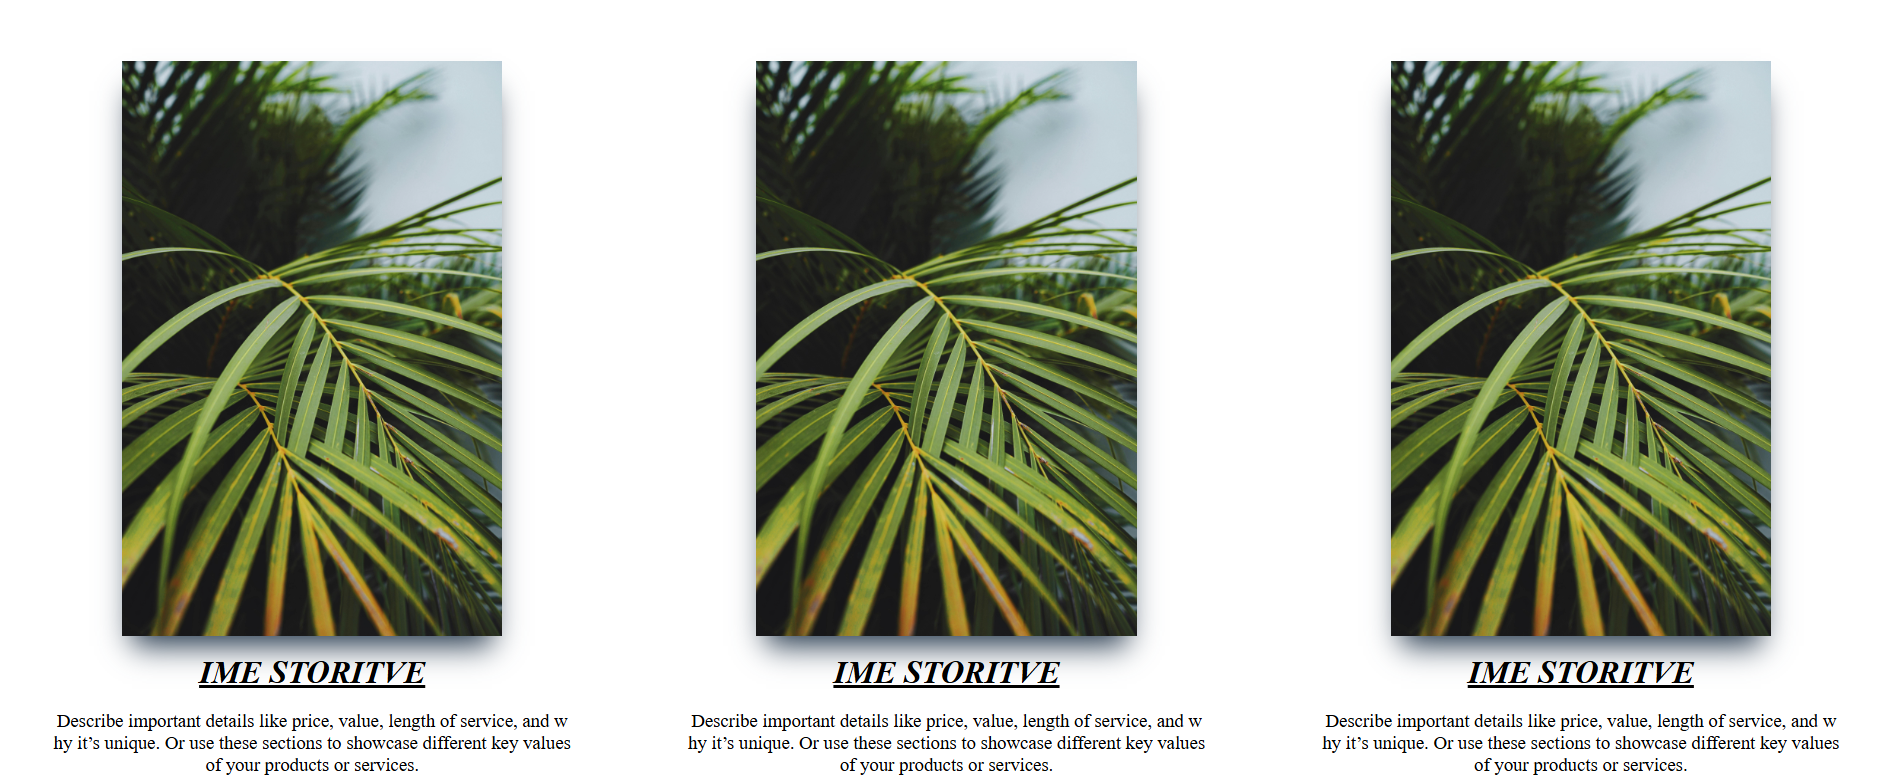 IME STORITVE
Describe important details like price, value, length of service, and w
hy it’s unique. Or use these sections to showcase different key values
of your products or services.
IME STORITVE
Describe important details like price, value, length of service, and w
hy it’s unique. Or use these sections to showcase different key values
of your products or services.
IME STORITVE
Describe important details like price, value, length of service, and w
hy it’s unique. Or use these sections to showcase different key values
of your products or services.